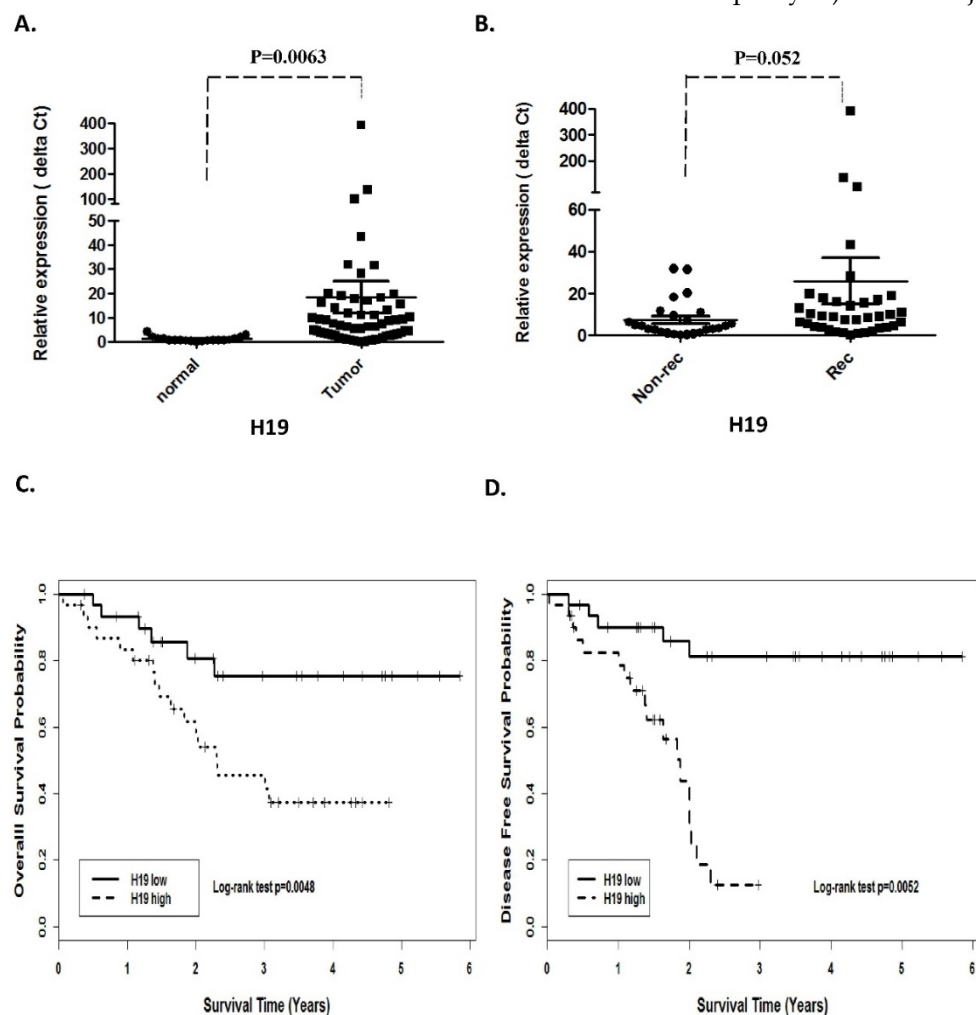 A.
P=0.0063
Relative expression ( delta Ct)
400
300
200
100
50
40
30
20
10
0
normal
Tumor
H19
B.
P=0.052
Relative expression ( delta Ct)
400
300
200
60
40
20
0
Non-rec
Rec
H19
C.
Overall Survival Probability
1.0
0.8
0.6
0.4
0.2
0.0
H19 low
H19 high
Log-rank test p=0.0048
0 1 2 3 4 5 6
Survival Time (Years)
D.
Disease Free Survival Probability
1.0
0.8
0.6
0.4
0.2
0.0
H19 low
H19 high
Log-rank test p=0.0052
0 1 2 3 4 5 6
Survival Time (Years)